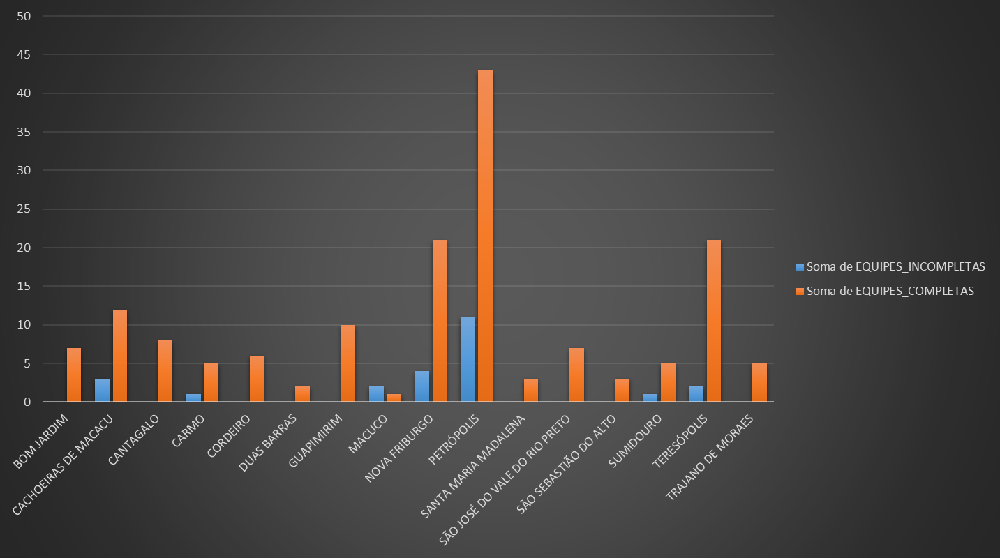 50
45
40
35
30
25
20
15
10
5
0
BOM JARDIM
CACHOEIRAS DE MACACU
CANTAGALO
CARMO
CORDEIRO
DUAS BARRAS
GUAPIMIRIM
MACUCO
NOVA FRIBURGO
PETRÓPOLIS
SANTA MARIA MADALENA
SÃO JOSÉ DO VALE DO RIO PRETO
SÃO SEBASTIÃO DO ALTO
SUMIDOURO
TERESÓPOLIS
TRAJANO DE MORAES
Soma de EQUIPES_INCOMPLETAS
Soma de EQUIPES_COMPLETAS